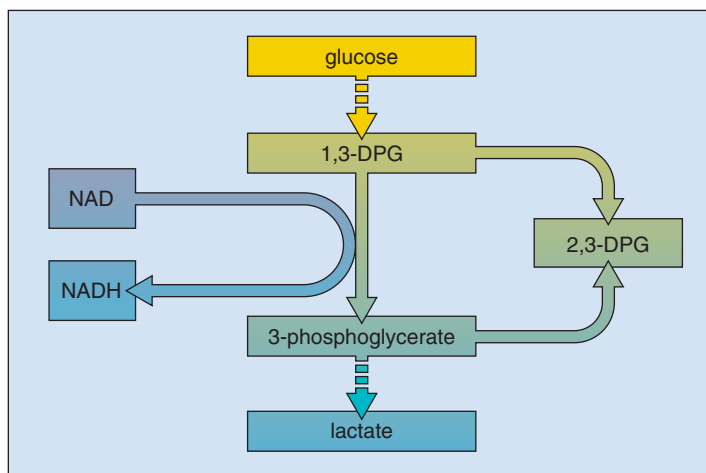 glucose
1,3-DPG
NAD
2,3-DPG
NADH
3-phosphoglycerate
lactate